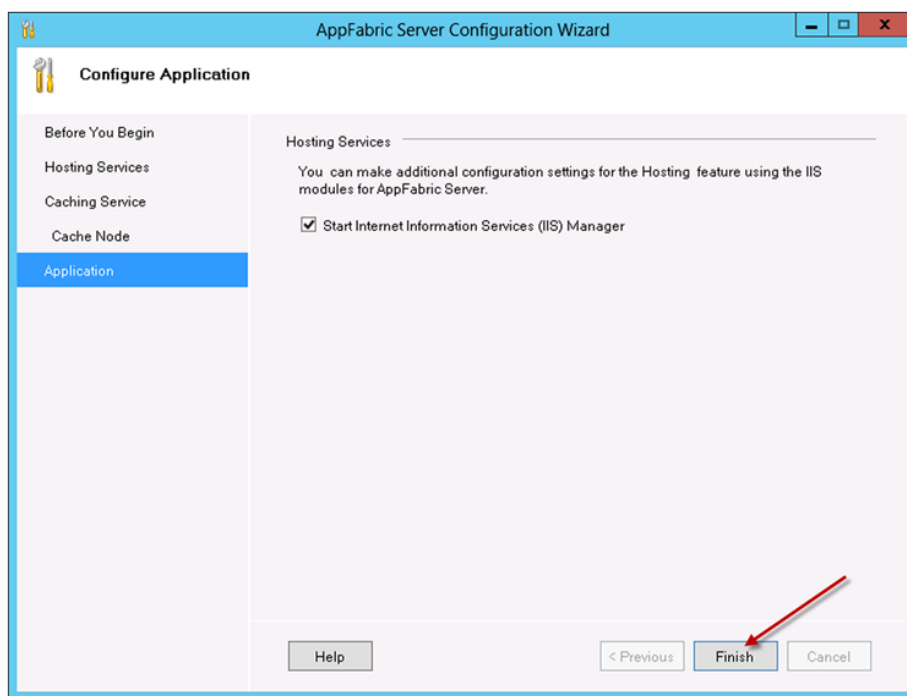 AppFabric Server Configuration Wizard
Configure Application
Before You Begin
Hosting Services
Caching Service
Cache Node
Application
Hosting Services
You can make additional configuration settings for the Hosting feature using the IIS
modules for AppFabric Server.
Start Internet Information Services (IIS) Manager
Help
< Previous
Finish
Cancel